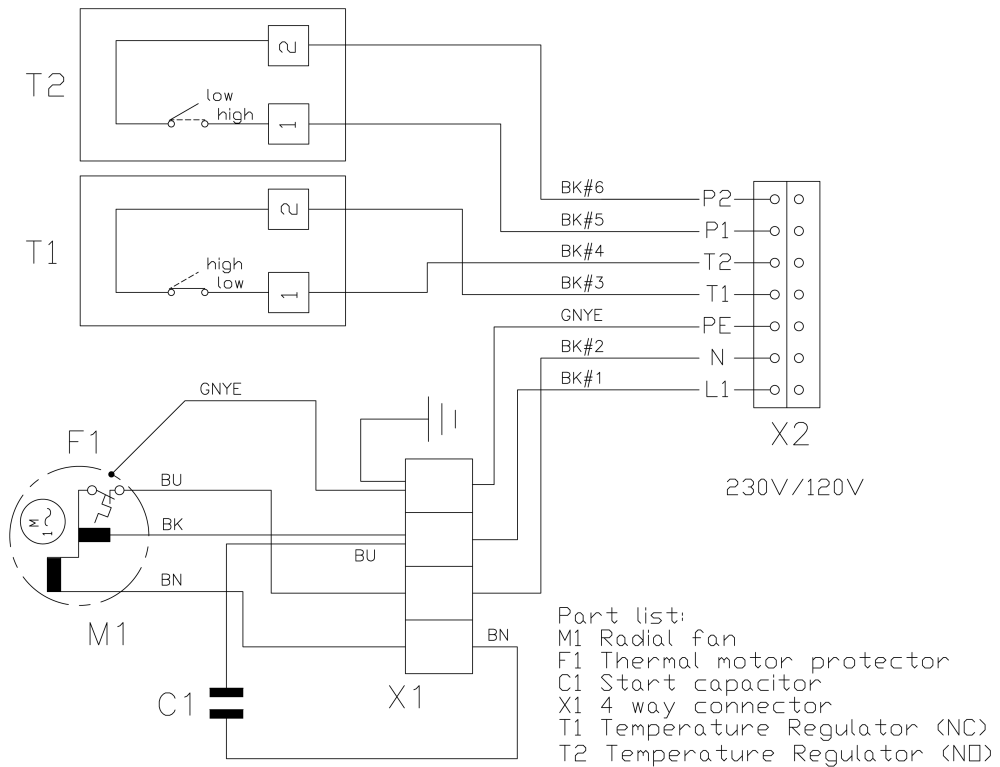 T2
2
low
high
1
T1
2
high
low
1
BK#6
P2
BK#5
P1
BK#4
T2
BK#3
T1
GNYE
PE
BK#2
N
BK#1
L1
X2
230V/120V
GNYE
F1
BU
M
1~
BK
BU
BN
M1
BN
C1
X1
Part list:
M1 Radial fan
F1 Thermal motor protector
C1 Start capacitor
X1 4 way connector
T1 Temperature Regulator (NC)
T2 Temperature Regulator (NO)